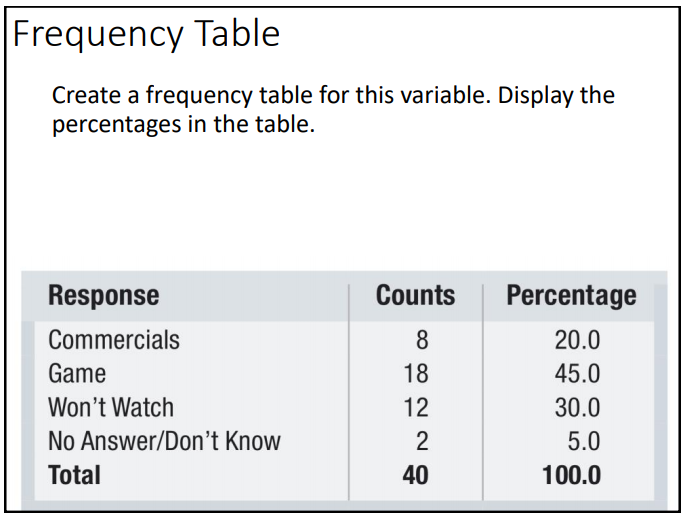 Frequency Table
Create a frequency table for this variable. Display the
percentages in the table.
Response Counts Percentage
Commercials 8 20.0
Game 18 45.0
Won’t Watch 12 30.0
No Answer/Don’t Know 2 5.0
Total 40 100.0